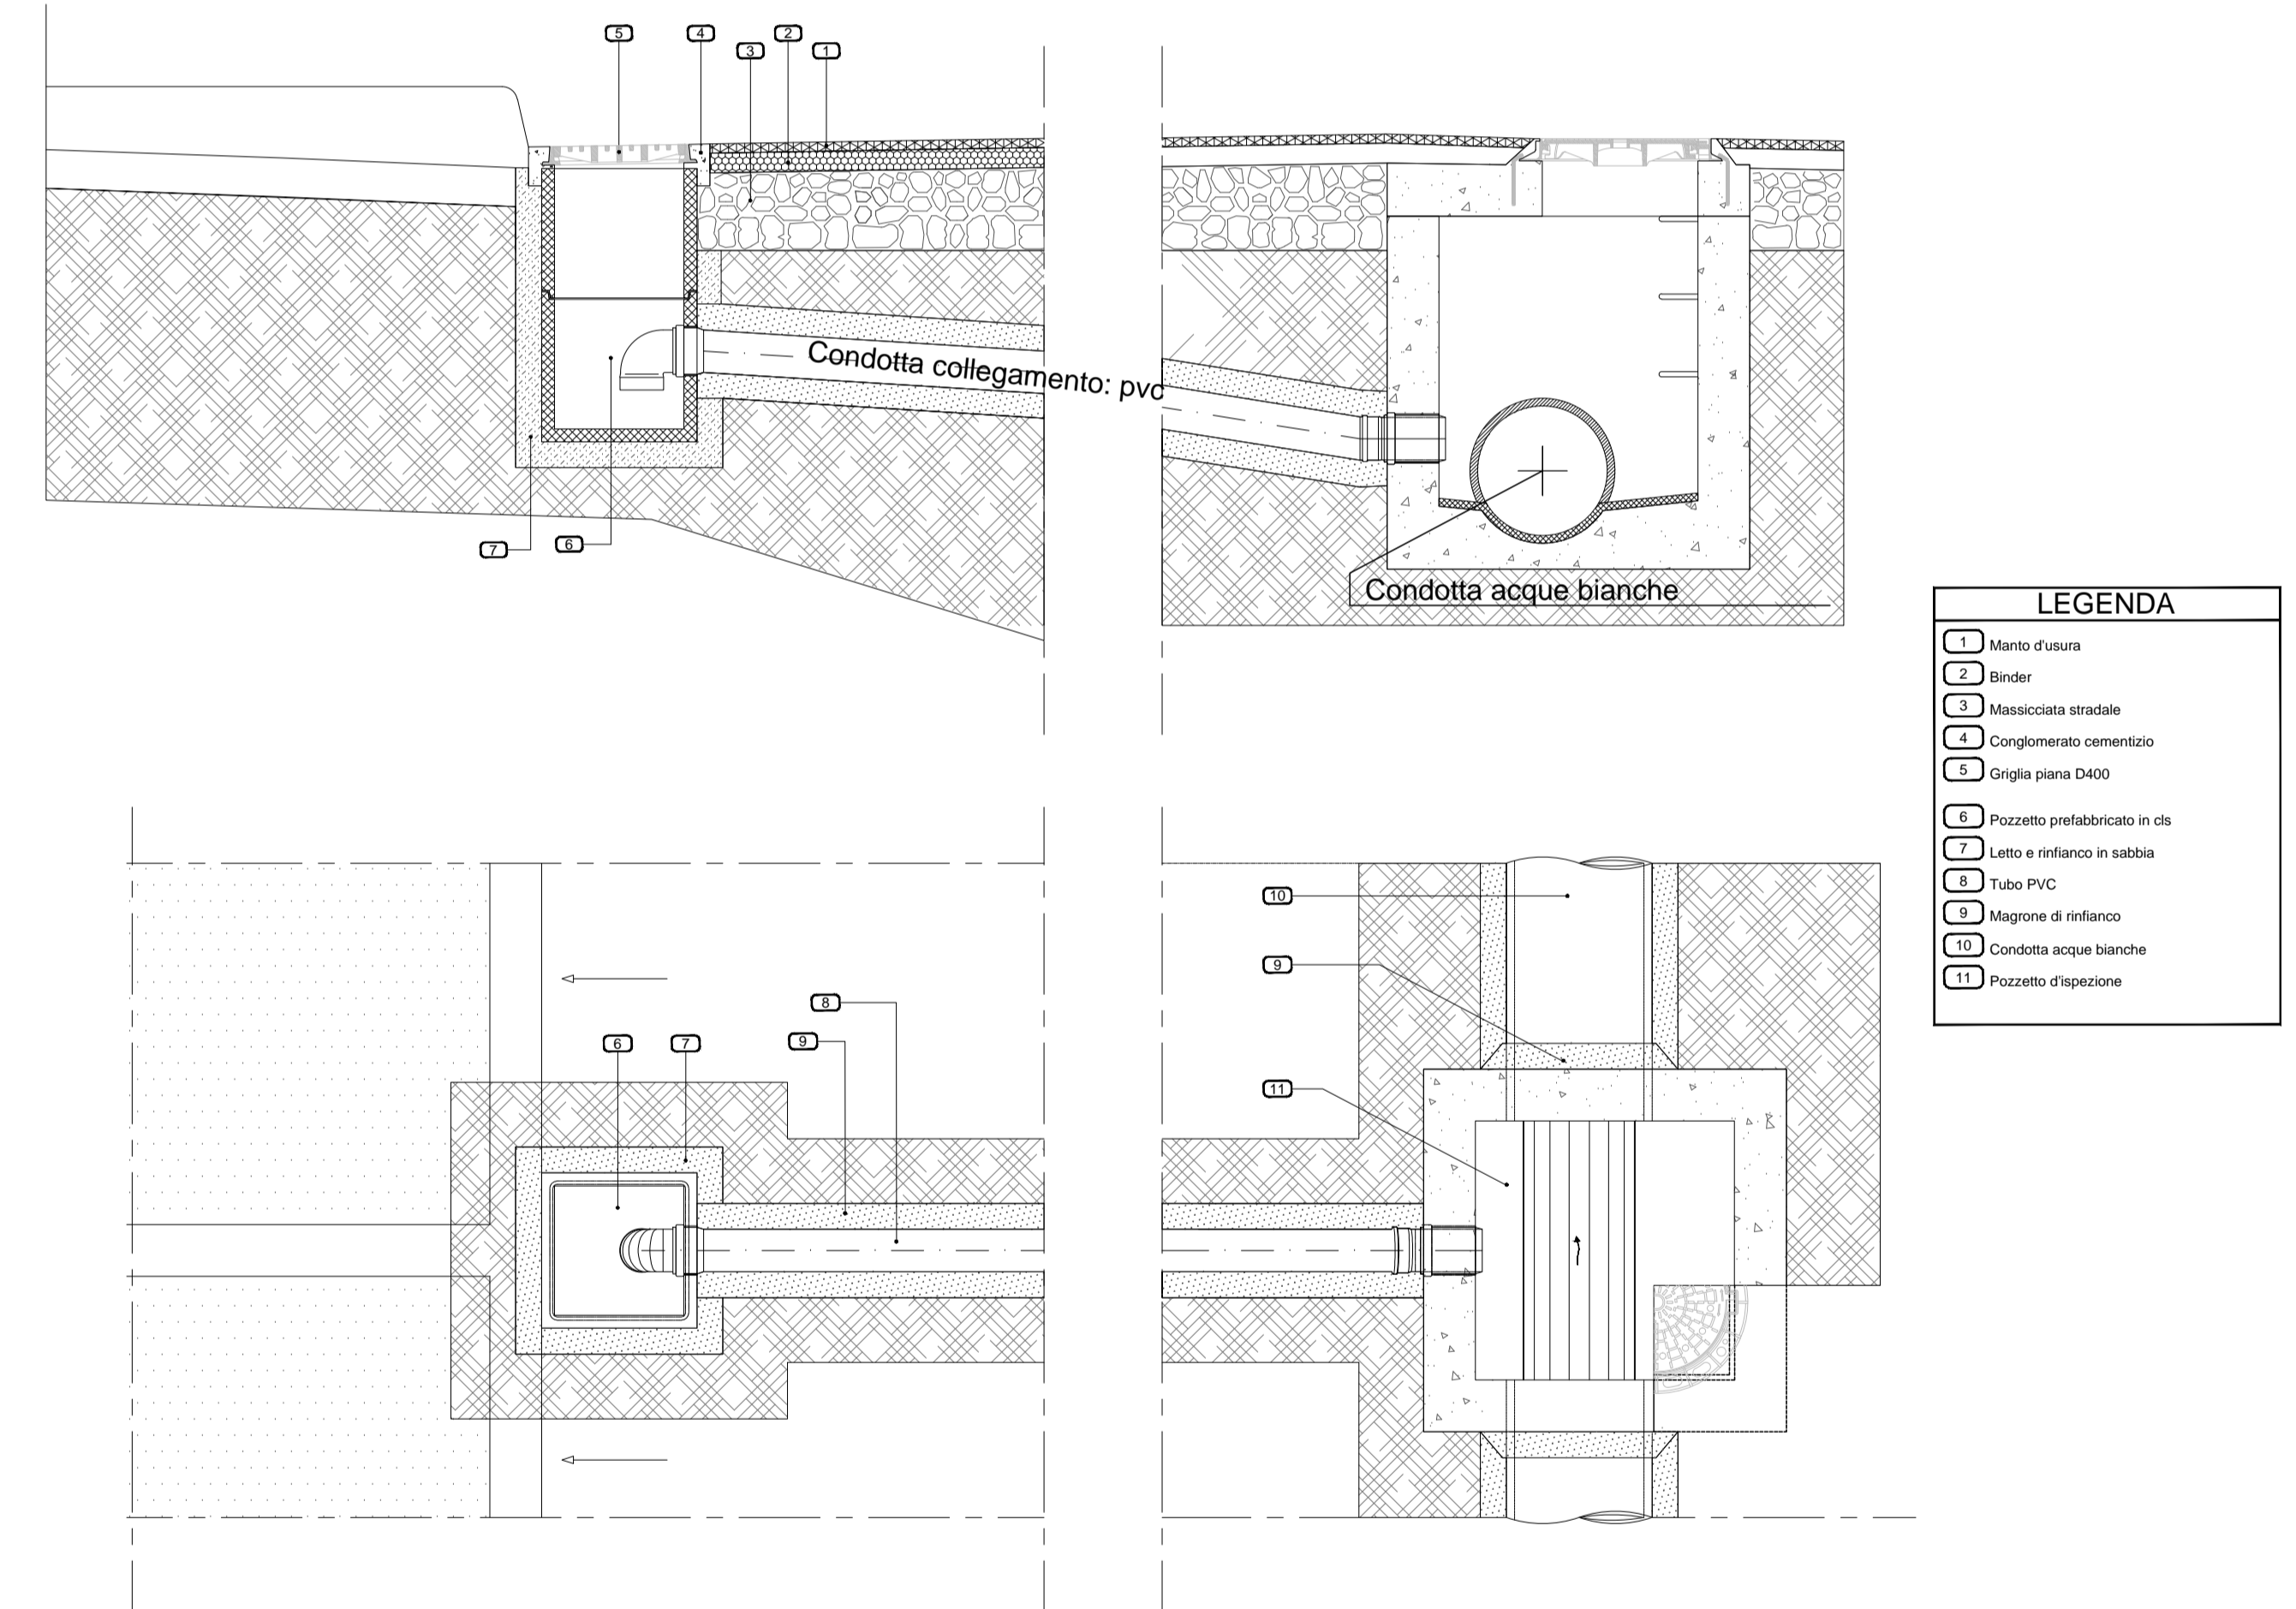 5
4
2
3
1
Condotta collegamento: pvc
7
6
Condotta acque bianche
LEGENDA
1 Manto d'usura
2 Binder
3 Massicciata stradale
4 Conglomerato cementizio
5 Griglia piana D400
6 Pozzetto prefabbricato in cls
7 Letto e rinfianco in sabbia
8 Tubo PVC
9 Magrone di rinfianco
10 Condotta acque bianche
11 Pozzetto d'ispezione
10
9
8
6
7
9
11